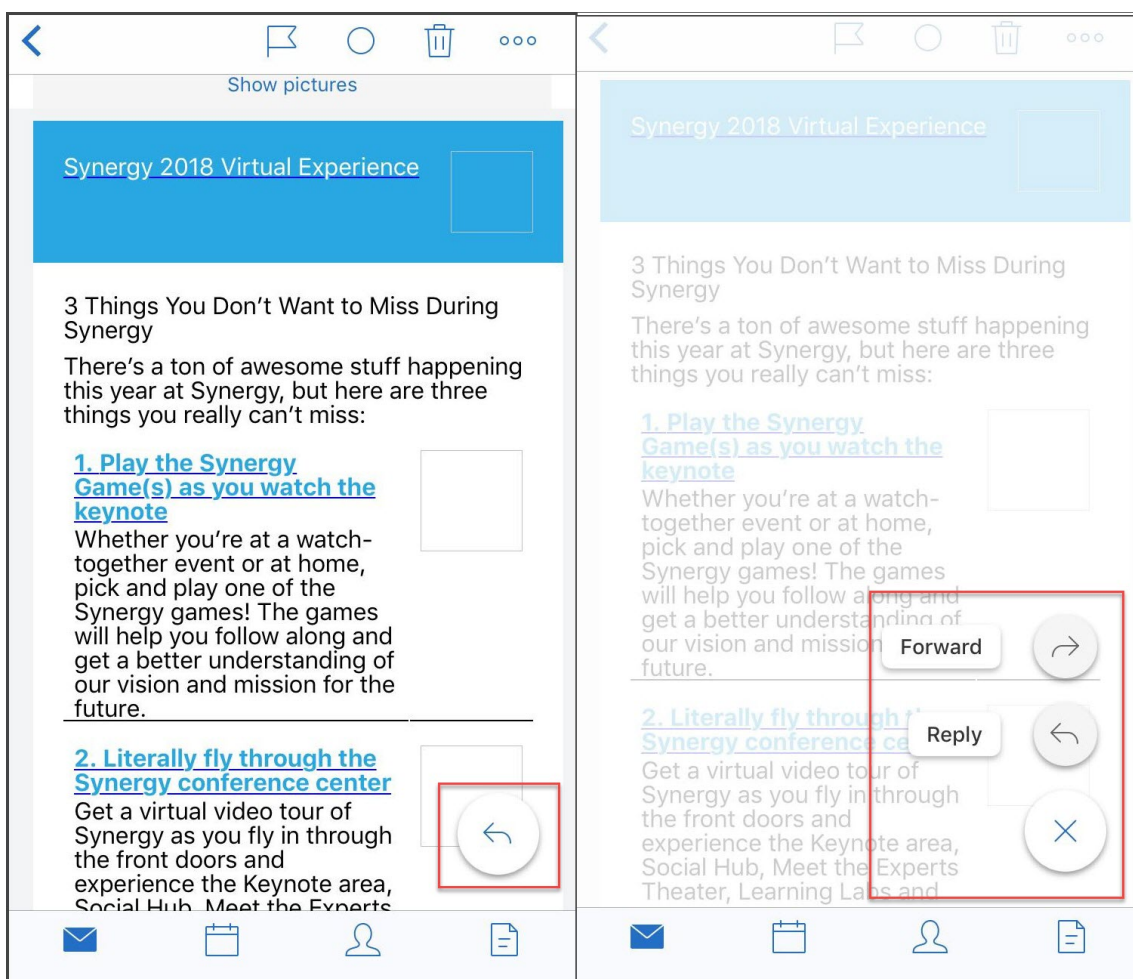 Show pictures
Synergy 2018 Virtual Experience
3 Things You Don’t Want to Miss During
Synergy
There’s a ton of awesome stuff happening
this year at Synergy, but here are three
things you really can’t miss:
1. Play the Synergy
Game(s) as you watch the
keynote
Whether you’re at a watch-
together event or at home,
pick and play one of the
Synergy games! The games
will help you follow along and
get a better understanding of
our vision and mission for the
future.
2. Literally fly through the
Synergy conference center
Get a virtual video tour of
Synergy as you fly in through
the front doors and
experience the Keynote area,
Social Hub, Meet the Experts
Synergy 2018 Virtual Experience
3 Things You Don’t Want to Miss During
Synergy
There’s a ton of awesome stuff happening
this year at Synergy, but here are three
things you really can’t miss:
1. Play the Synergy
Game(s) as you watch the
keynote
Whether you’re at a watch-
together event or at home,
pick and play one of the
Synergy games! The games
will help you follow along and
get a better understanding of
our vision and mission
Forward
future.
2. Literally fly through
Reply
Synergy conference
Get a virtual video tour of
Synergy as you fly in through
the front doors and
experience the Keynote area,
Social Hub, Meet the Experts
Theater, Learning Labs and